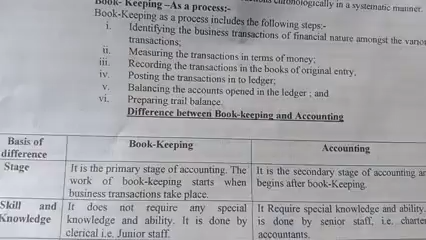 chronologically in a systematic manner.
Book- Keeping –As a process:-
Book-Keeping as a process includes the following steps:-
i. Identifying the business transactions of financial nature amongst the
transactions;
ii. Measuring the transactions in terms of money;
iii. Recording the transactions in the books of original entry;
iv. Posting the transactions in to ledger;
v. Balancing the accounts opened in the ledger ; and
vi. Preparing trail balance.
Difference between Book-keeping and Accounting
Basis of difference
Book-Keeping
Accounting
Stage
It is the primary stage of accounting. The
work of book-keeping starts when
business transactions take place.
It is the secondary stage of accounting
begins after book-Keeping.
Skill and
Knowledge
It does not require any special
knowledge and ability. It is done by
clerical i.e. Junior staff.
It Require special knowledge and ability.
is done by senior staff, i.e.
accountants.